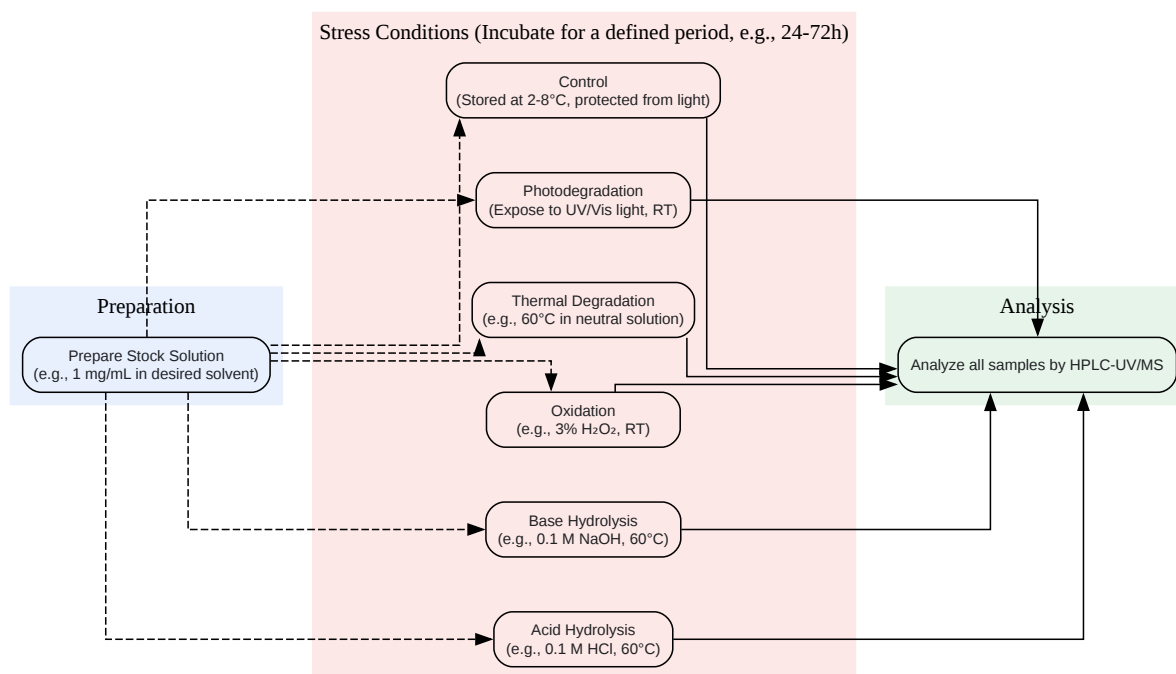 Stress Conditions (Incubate for a defined period, e.g., 24-72h)
Control
(Stored at 2-8°C, protected from light)
Photodegradation
(Expose to UV/Vis light, RT)
Preparation
Prepare Stock Solution
(e.g., 1 mg/mL in desired solvent)
Thermal Degradation
(e.g., 60°C in neutral solution)
Oxidation
(e.g., 3% H₂O₂, RT)
Base Hydrolysis
(e.g., 0.1 M NaOH, 60°C)
Acid Hydrolysis
(e.g., 0.1 M HCl, 60°C)
Analysis
Analyze all samples by HPLC-UV/MS